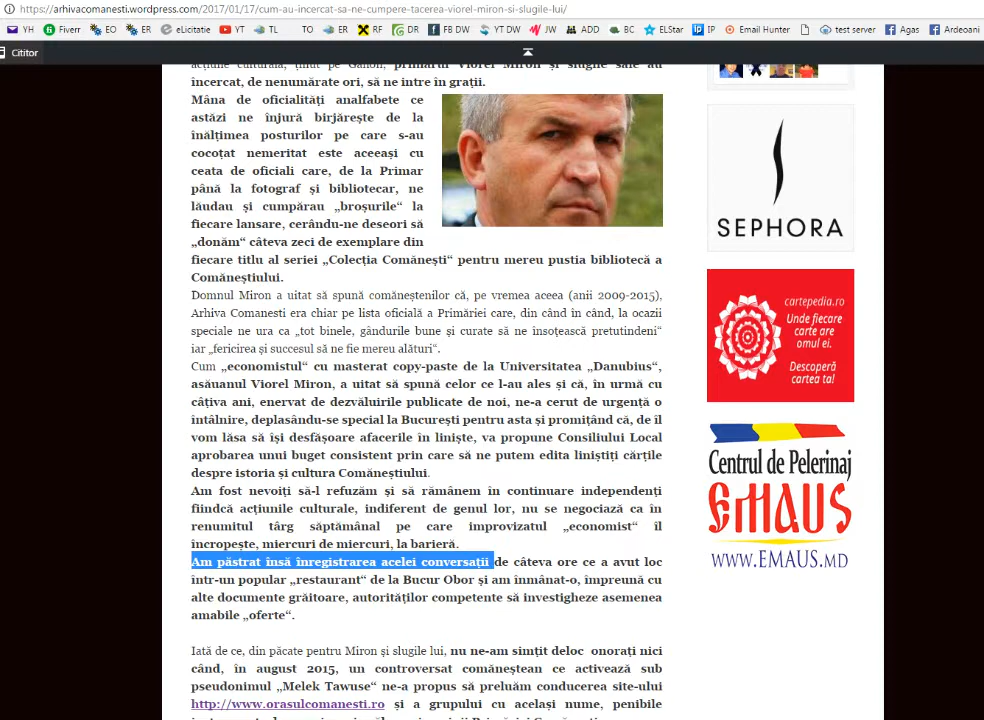 https://arhivacomanesti.wordpress.com/2017/01/17/cum-au-incercat-sa-ne-cumpere-tacerea-viorel-miron-si-slugile-lui/
YH Fiverr EO ER eLicitatie YT TL TO ER RF DR FB DW YT DW JW ADD BC ELStar IP Email Hunter test server Agas Ardeoani
Cititor
acțiune culturală, ținut pe Galion, primarul Viorel Miron și slugile sale au
încercat, de nenumărate ori, să ne intre în grații.
Mâna de oficialități analfabete ce
astăzi ne înjură birjărește de la
înălțimea posturilor pe care s-au
cocoțat nemeritat este aceeași cu
ceata de oficiali care, de la Primar
până la fotograf și bibliotecar, ne
lăudau și cumpărau „broșurile“ la
fiecare lansare, cerându-ne deseori să
„donăm“ câteva zeci de exemplare din
fiecare titlu al seriei „Colecția Comănești“ pentru mereu pustia bibliotecă a
Comăneștiului.
Domnul Miron a uitat să spună comăneștenilor că, pe vremea aceea (anii 2009-2015),
Arhiva Comanesti era chiar pe lista oficială a Primăriei care, din când în când, la ocazii
speciale ne ura ca „tot binele, gândurile bune și curate să ne însoțească pretutindeni“
iar „fericirea și succesul să ne fie mereu alături“.
Cum „economistul“ cu masterat copy-paste de la Universitatea „Danubius“,
asăuanul Viorel Miron, a uitat să spună celor ce l-au ales și că, în urmă cu
câțiva ani, enervat de dezvăluirile publicate de noi, ne-a cerut de urgență o
întâlnire, deplasându-se special la București pentru asta și promițând că, de îl
vom lăsa să își desfășoare afacerile în liniște, va propune Consiliului Local
aprobarea unui buget consistent prin care să ne putem edita liniștiți cărțile
despre istoria și cultura Comăneștiului.
Am fost nevoiți să-l refuzăm și să rămânem în continuare independenți
fiindcă acțiunile culturale, indiferent de genul lor, nu se negociază ca în
renumitul târg săptămânal pe care improvizatul „economist“ îl
încropește, miercuri de miercuri, la barieră.
Am păstrat însă înregistrarea acelei conversații de câteva ore ce a avut loc
într-un popular „restaurant“ de la Bucur Obor și am înmânat-o, împreună cu
alte documente grăitoare, autorităților competente să investigheze asemenea
amabile „oferte“.
Iată de ce, din păcate pentru Miron și slugile lui, nu ne-am simțit deloc onorați nici
când, în august 2015, un controversat comăneștean ce activează sub
pseudonimul „Melek Tawuse“ ne-a propus să preluăm conducerea site-ului
http://www.orasulcomanesti.ro și a grupului cu același nume, penibile
SEPHORA
cartepedia.ro
Unde fiecare
carte are
omul ei.
Descoperă
cartea ta!
Centrul de Pelerinaj
EMAUS
WWW.EMAUS.MD